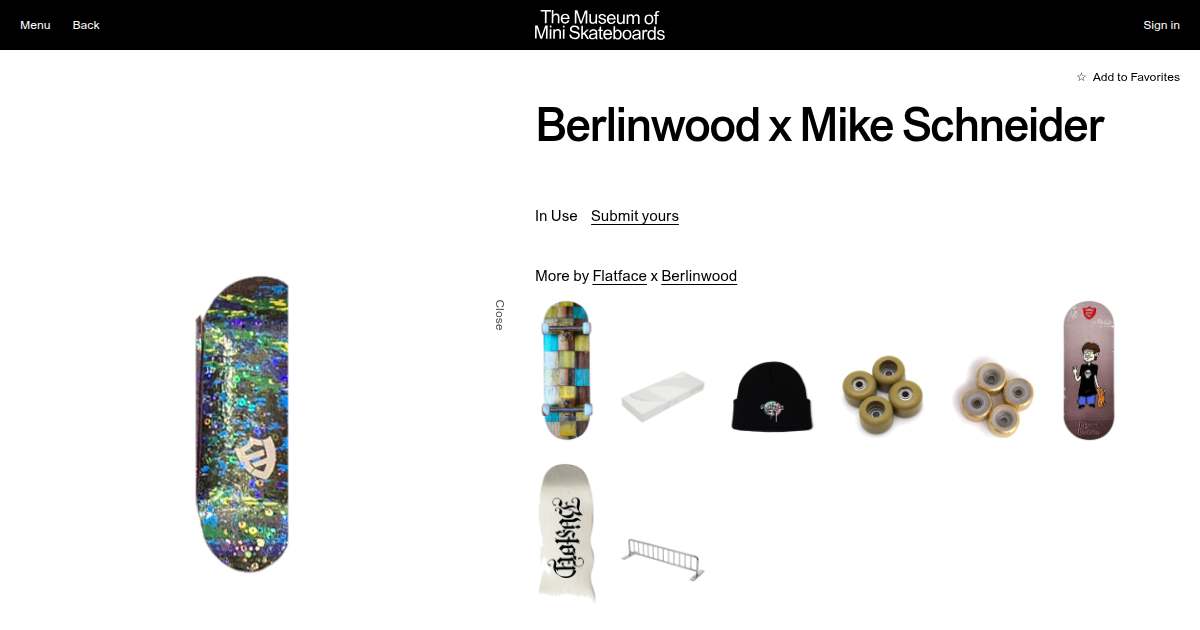 Menu
Back
The Museum of
Mini Skateboards
Sign in
☆ Add to Favorites
Berlinwood x Mike Schneider
In Use
Submit yours
More by Flatface x Berlinwood
Close